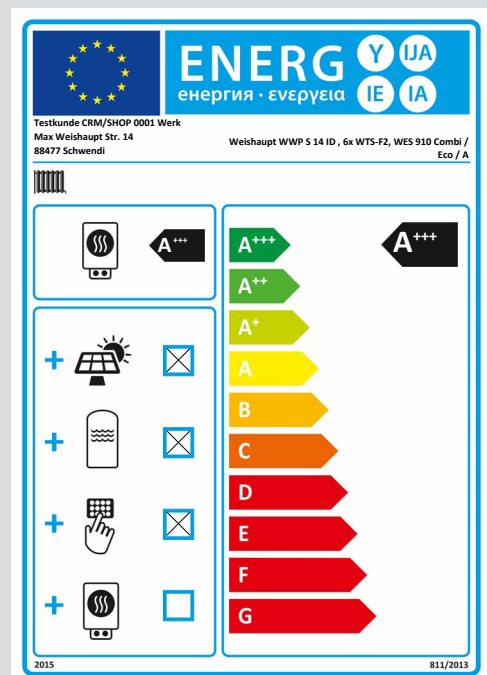 ENERG Y IJA
енергия · ενεργεια IE IA
Testkunde CRM/SHOP 0001 Werk
Max Weishaupt Str. 14
88477 Schwendi
Weishaupt WWP S 14 ID , 6x WTS-F2, WES 910 Combi /
Eco / A
A+++
+
+
+
+
A+++
A+++
A++
A+
A
B
C
D
E
F
G
2015
811/2013